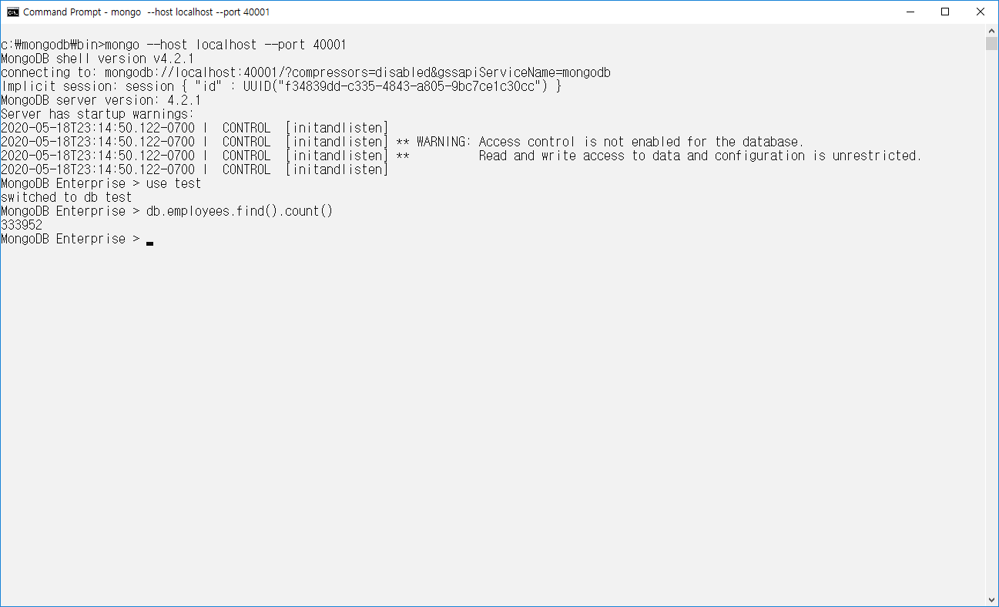 Command Prompt - mongo  --host localhost --port 40001
c:₩mongodb₩bin>mongo --host localhost --port 40001
MongoDB shell version v4.2.1
connecting to: mongodb://localhost:40001/?compressors=disabled&gssapiServiceName=mongodb
Implicit session: session { "id" : UUID("f34839dd-c335-4843-a805-9bc7ce1c30cc") }
MongoDB server version: 4.2.1
Server has startup warnings:
2020-05-18T23:14:50.122-0700 I  CONTROL  [initandlisten]
2020-05-18T23:14:50.122-0700 I  CONTROL  [initandlisten] ** WARNING: Access control is not enabled for the database.
2020-05-18T23:14:50.122-0700 I  CONTROL  [initandlisten] **          Read and write access to data and configuration is unrestricted.
2020-05-18T23:14:50.122-0700 I  CONTROL  [initandlisten]
MongoDB Enterprise > use test
switched to db test
MongoDB Enterprise > db.employees.find().count()
333952
MongoDB Enterprise >